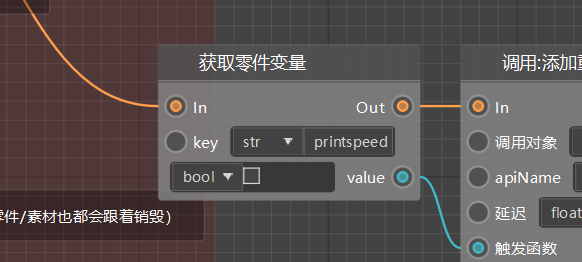 获取零件变量
In
Out
key
str
printspeed
bool
value
调用:添加
In
调用对象
apiName
延迟
float
触发函数
零件/素材也都会跟着销毁)